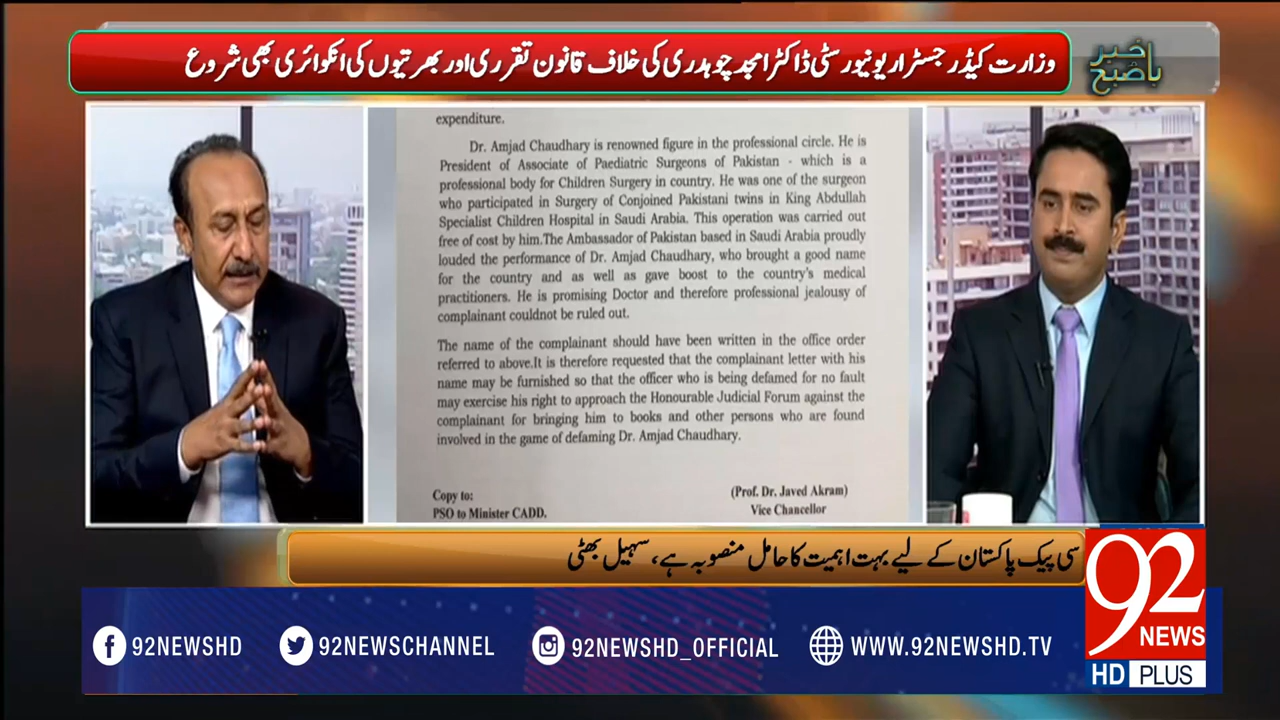 وزارت کیڈر جسٹرار یونیورسٹی ڈاکٹر امجد چوہدری کی خلاف قانون تقرری اور بھرتیوں کی انکوائری بھی شروع
باخبر صبح
expenditure.
Dr. Amjad Chaudhary is renowned figure in the professional circle. He is
President of Associate of Paediatric Surgeons of Pakistan - which is a
professional body for Children Surgery in country. He was one of the surgeon
who participated in Surgery of Conjoined Pakistani twins in King Abdullah
Specialist Children Hospital in Saudi Arabia. This operation was carried out
free of cost by him.The Ambassador of Pakistan based in Saudi Arabia proudly
louded the performance of Dr. Amjad Chaudhary, who brought a good name
for the country and as well as gave boost to the country's medical
practitioners. He is promising Doctor and therefore professional jealousy of
complainant couldnot be ruled out.
The name of the complainant should have been written in the office order
referred to above.It is therefore requested that the complainant letter with his
name may be furnished so that the officer who is being defamed for no fault
may exercise his right to approach the Honourable Judicial Forum against the
complainant for bringing him to books and other persons who are found
involved in the game of defaming Dr. Amjad Chaudhary.
(Prof. Dr. Javed Akram)
Vice Chancellor
Copy to:
PSO to Minister CADD.
سی پیک پاکستان کے لیے بہت اہمیت کا حامل منصوبہ ہے، سہیل بھٹی
92
NEWS
HD PLUS
92NEWSHD
92NEWSCHANNEL
92NEWSHD_OFFICIAL
WWW.92NEWSHD.TV